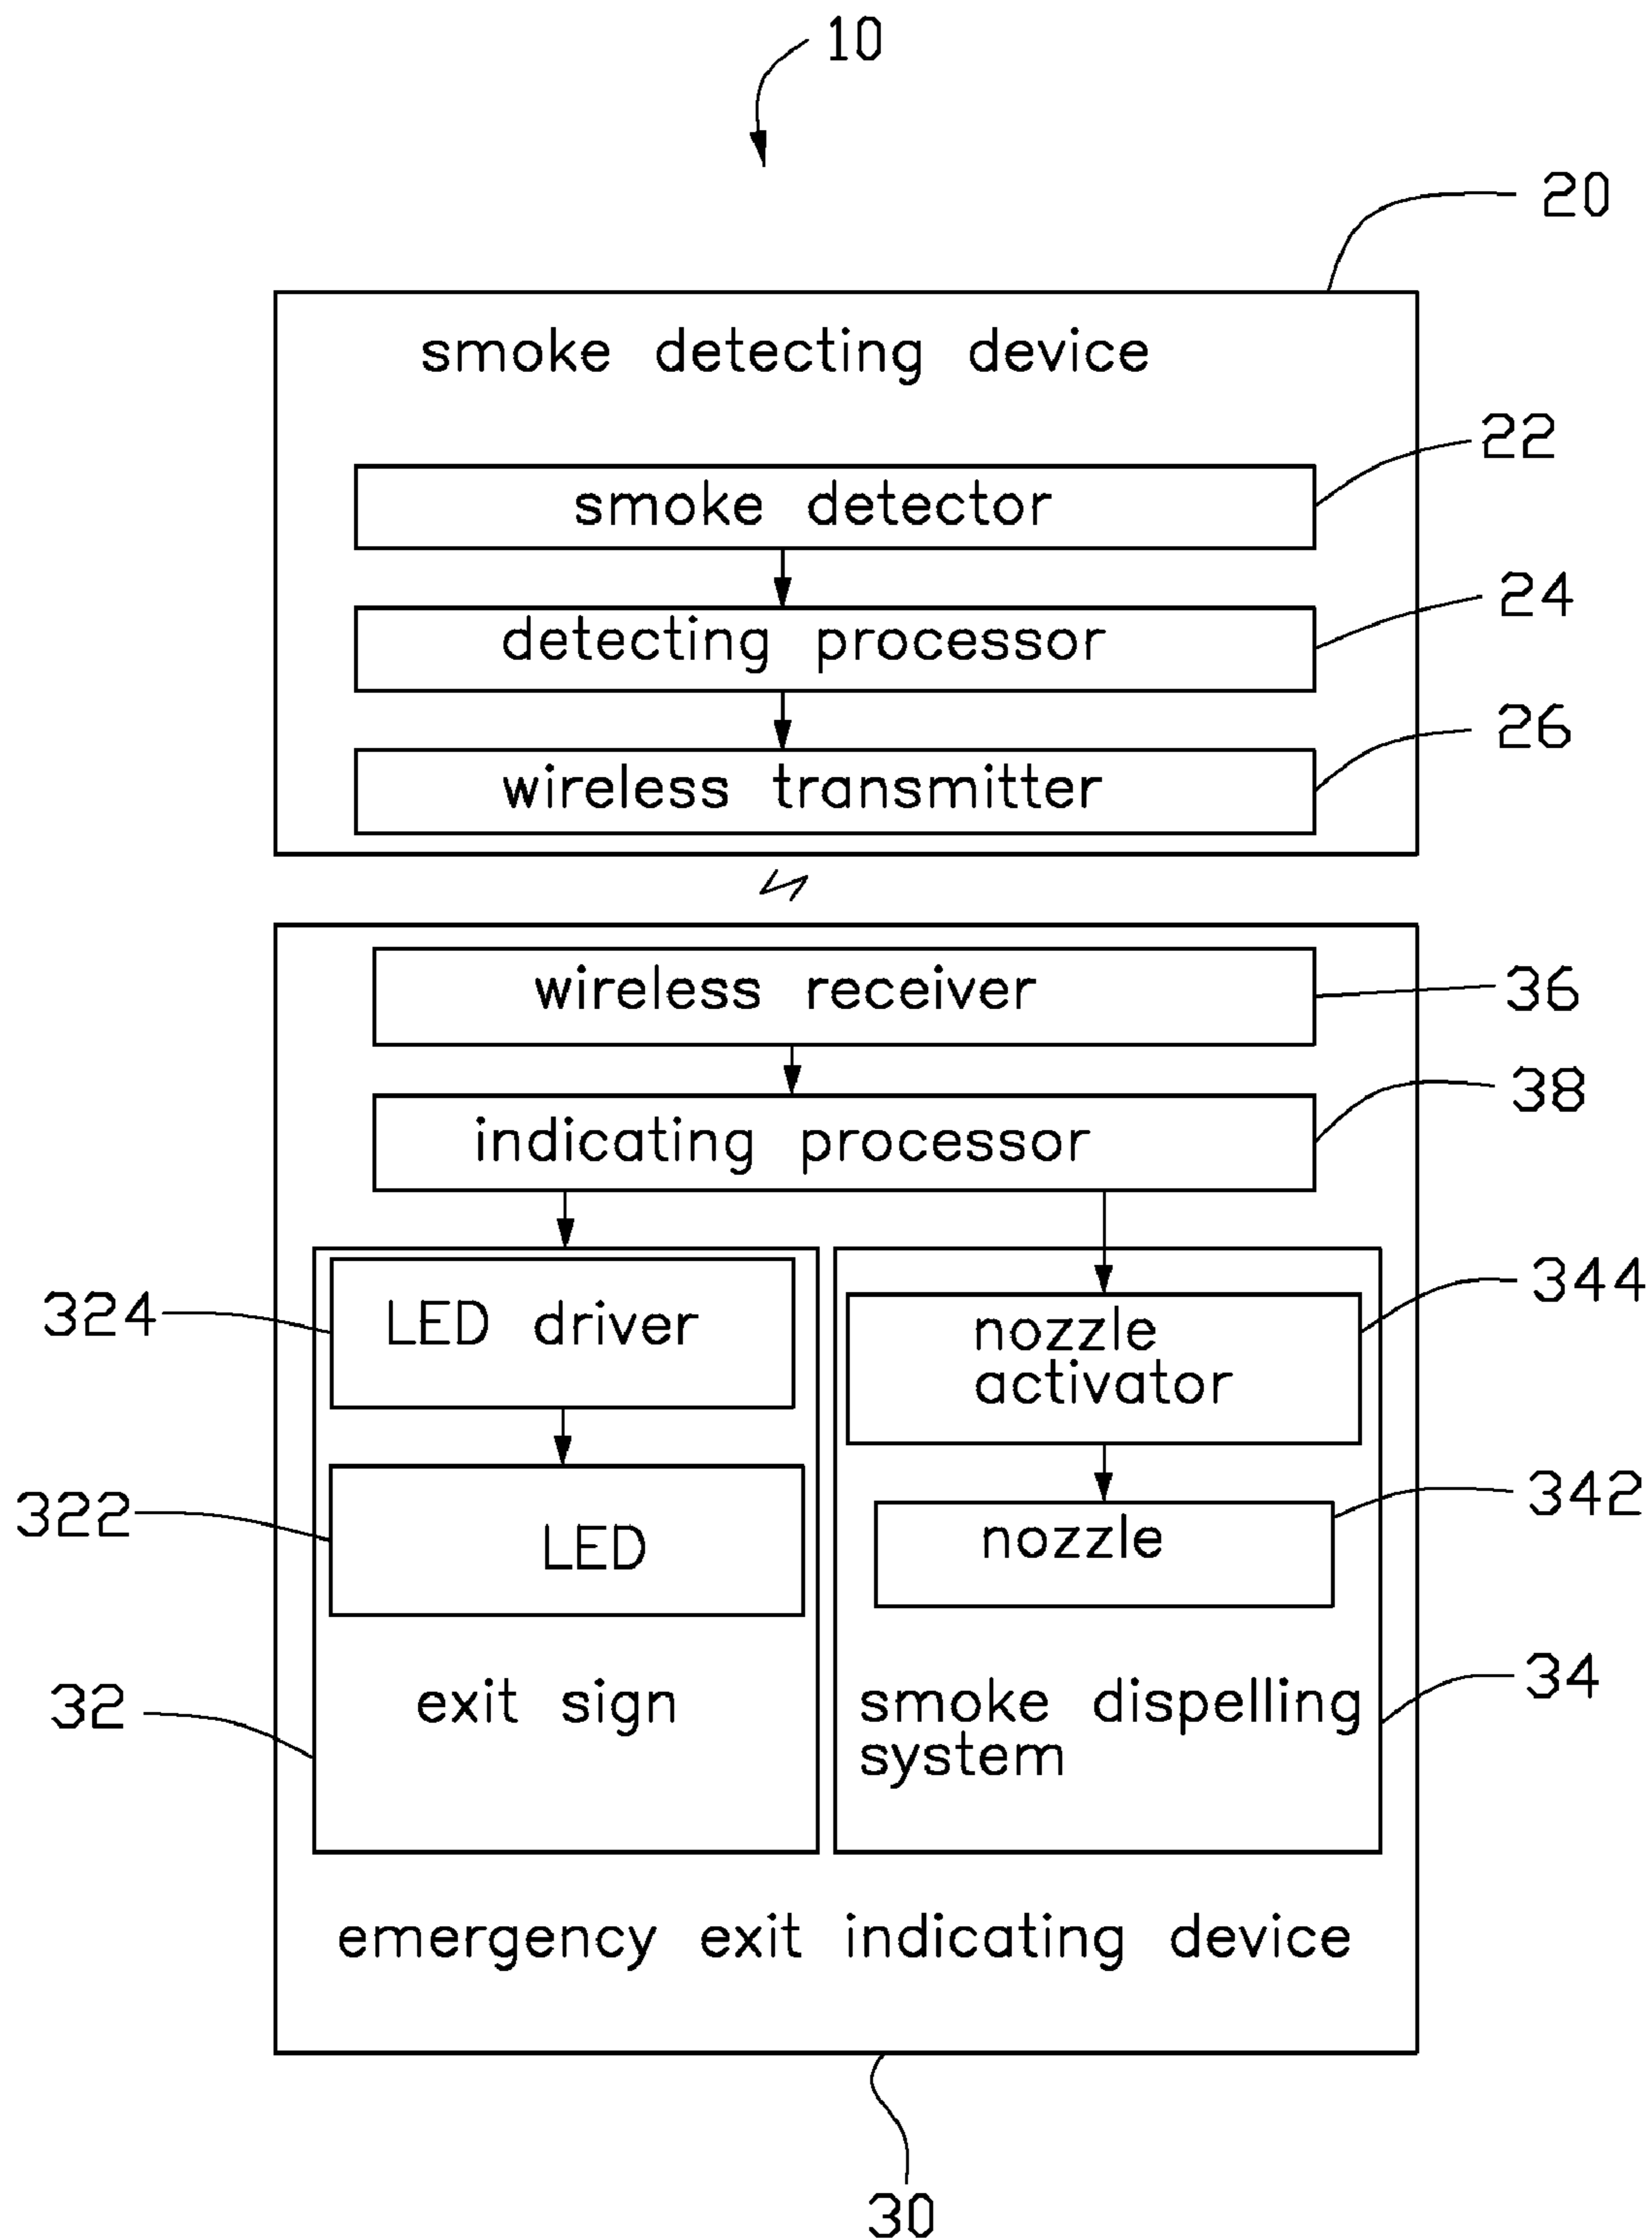 10
20
smoke detecting device
22
smoke detector
24
detecting processor
26
wireless transmitter
wireless receiver
36
38
indicating processor
324
LED driver
344
nozzle
activator
322
LED
342
nozzle
32
exit sign
34
smoke dispelling
system
emergency exit indicating device
30